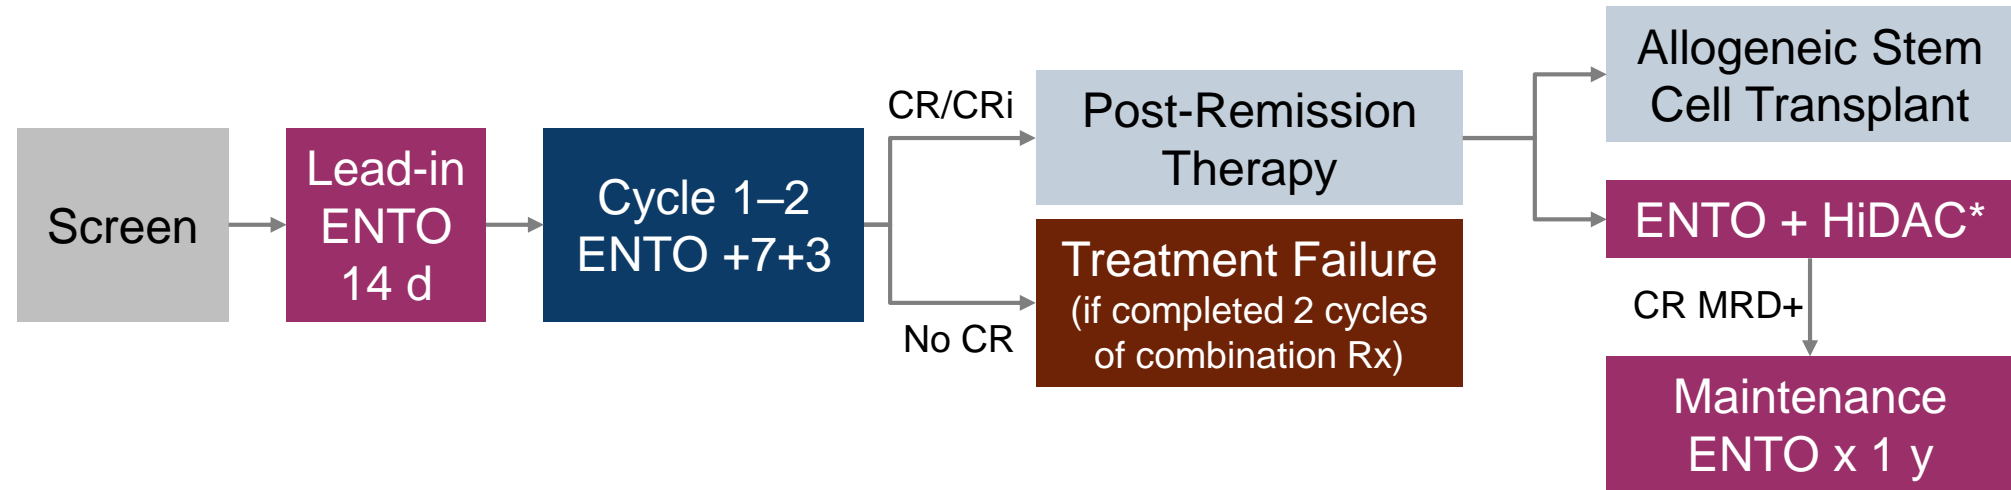 Screen
Lead-in
ENTO
14 d
Cycle 1–2
ENTO +7+3
CR/CRi
No CR
Post-Remission
Therapy
Treatment Failure
(if completed 2 cycles
of combination Rx)
Allogeneic Stem
Cell Transplant
ENTO + HiDAC*
CR MRD+
Maintenance
ENTO x 1 y